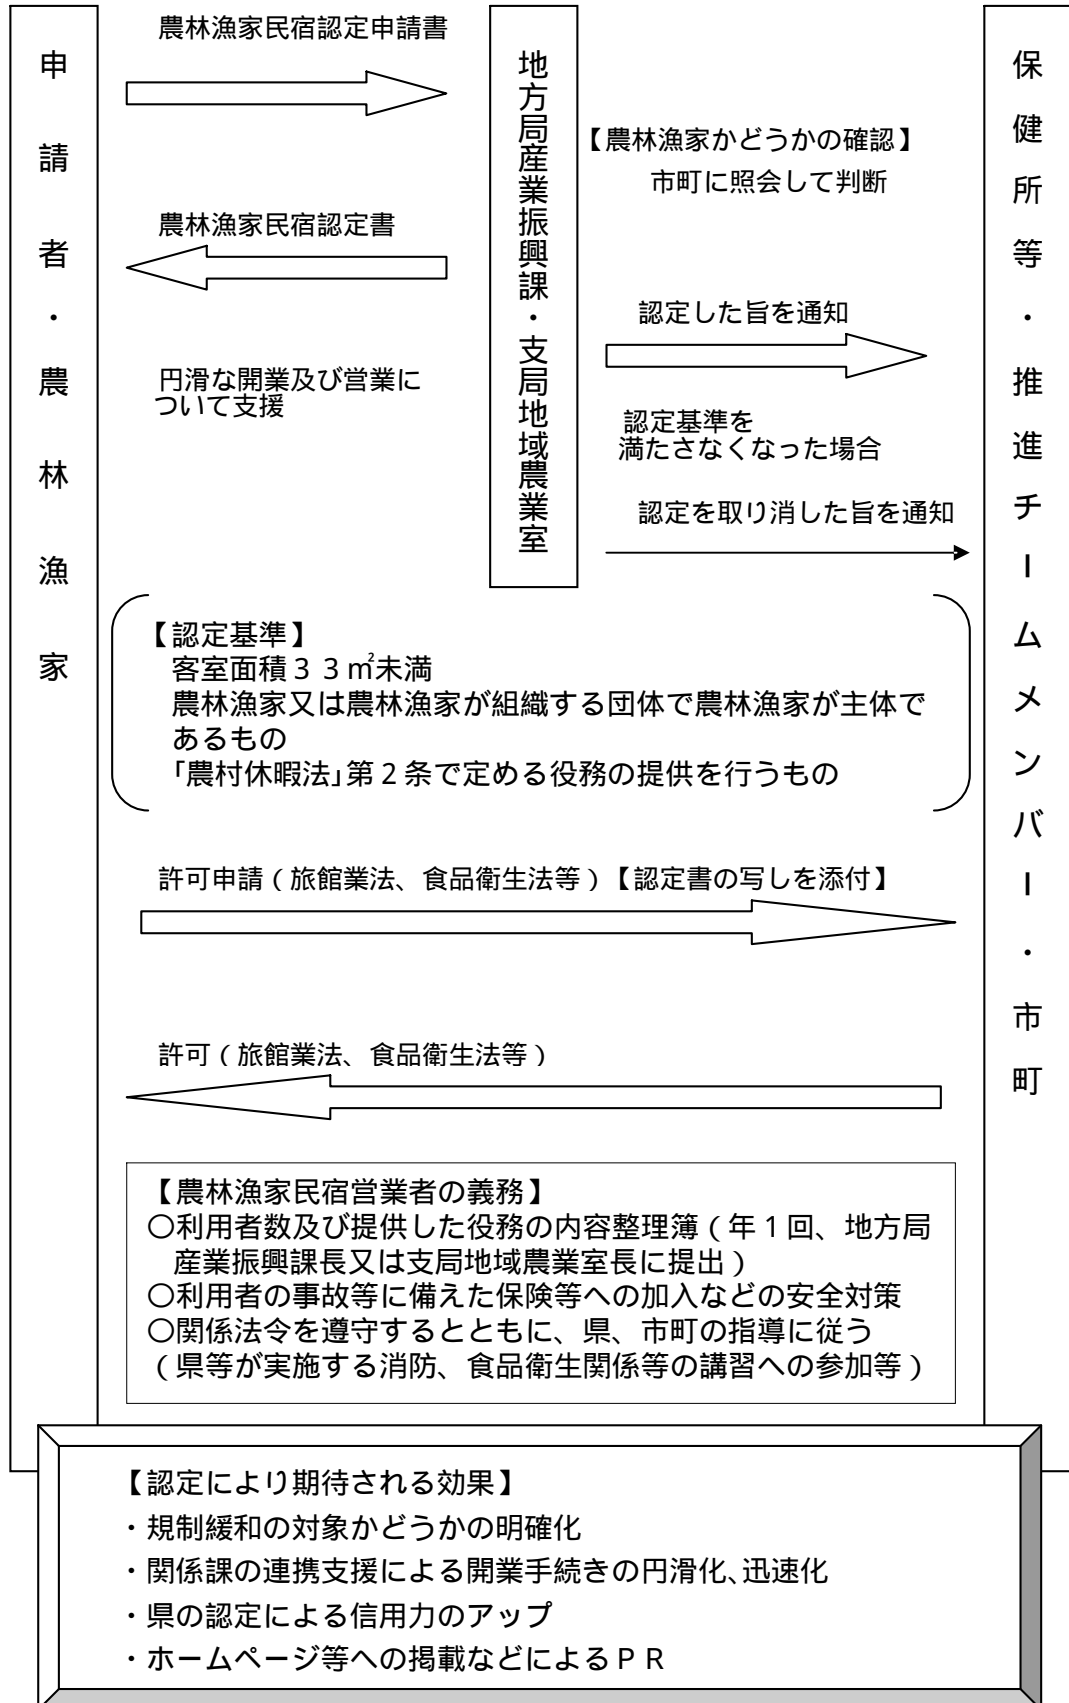 農林漁家民宿認定申請書
申請者・農林漁家
地方局産業振興課・支局地域農業室
保健所等・推進チームメンバー・市町
【農林漁家かどうかの確認】
市町に照会して判断
農林漁家民宿認定書
認定した旨を通知
円滑な開業及び営業に
ついて支援
認定基準を
満たさなくなった場合
認定を取り消した旨を通知
【認定基準】
客室面積３３㎡未満
農林漁家又は農林漁家が組織する団体で農林漁家が主体で
あるもの
「農村休暇法」第２条で定める役務の提供を行うもの
許可申請（旅館業法、食品衛生法等）【認定書の写しを添付】
許可（旅館業法、食品衛生法等）
【農林漁家民宿営業者の義務】
〇利用者数及び提供した役務の内容整理簿（年１回、地方局
産業振興課長又は支局地域農業室長に提出）
〇利用者の事故等に備えた保険等への加入などの安全対策
〇関係法令を遵守するとともに、県、市町の指導に従う
（県等が実施する消防、食品衛生関係等の講習への参加等）
【認定により期待される効果】
・規制緩和の対象かどうかの明確化
・関係課の連携支援による開業手続きの円滑化、迅速化
・県の認定による信用力のアップ
・ホームページ等への掲載などによるＰＲ